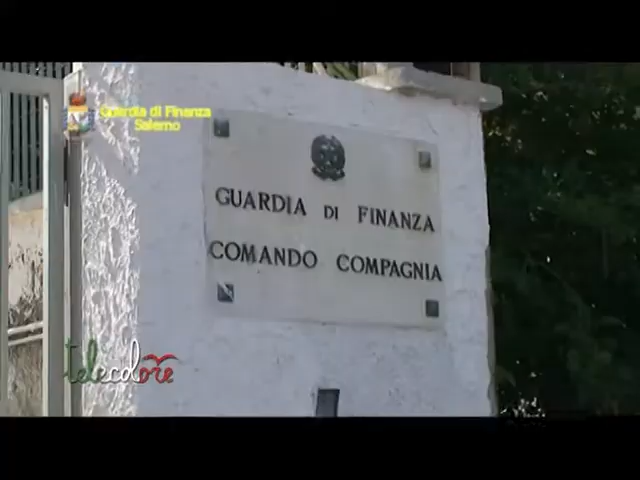 Guardia di Finanza
Salerno
GUARDIA DI FINANZA
COMANDO COMPAGNIA
telecolore